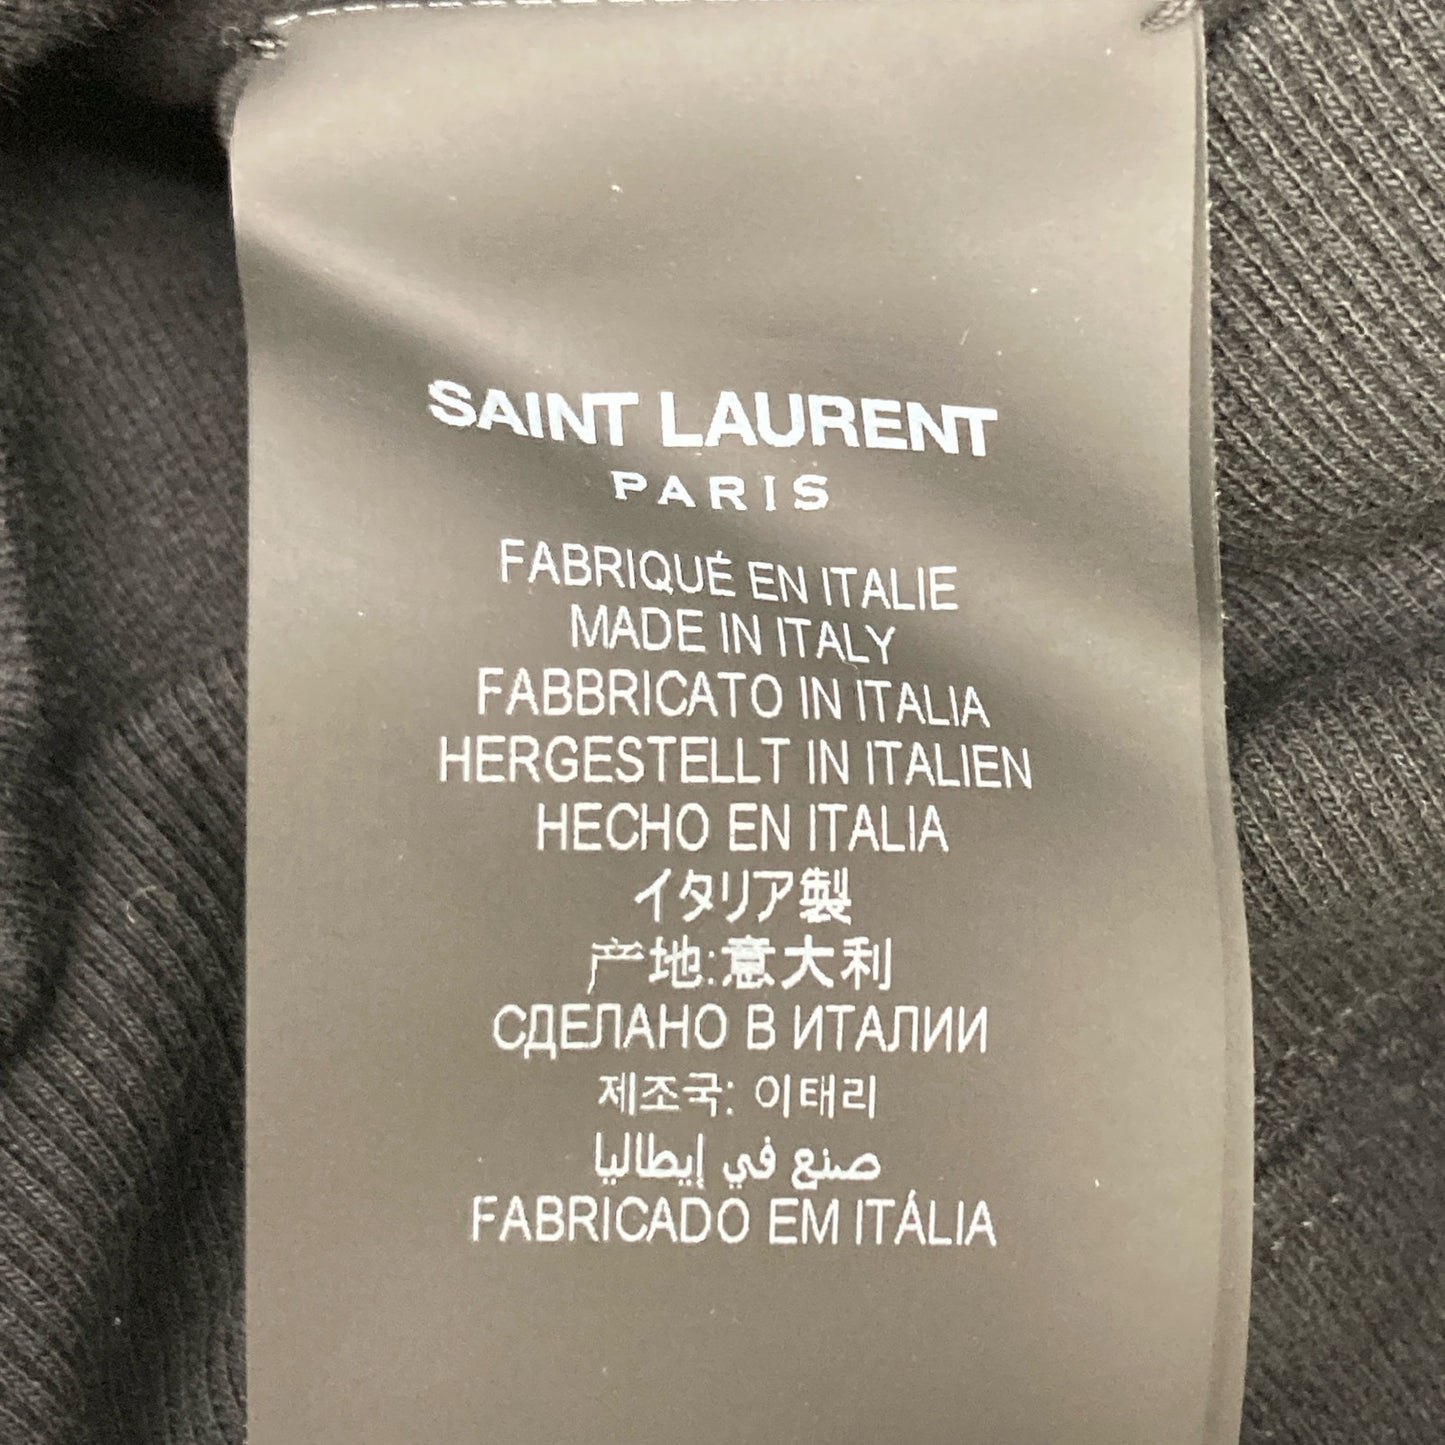 SAINT LAURENT
PARIS
FABRIQUÉ EN ITALIE
MADE IN ITALY
FABBRICATO IN ITALIA
HERGESTELLT IN ITALIEN
HECHO EN ITALIA
イタリア製
产地:意大利
СДЕЛАНО В ИТАЛИИ
제조국: 이태리
صنع في إيطاليا
FABRICADO EM ITÁLIA